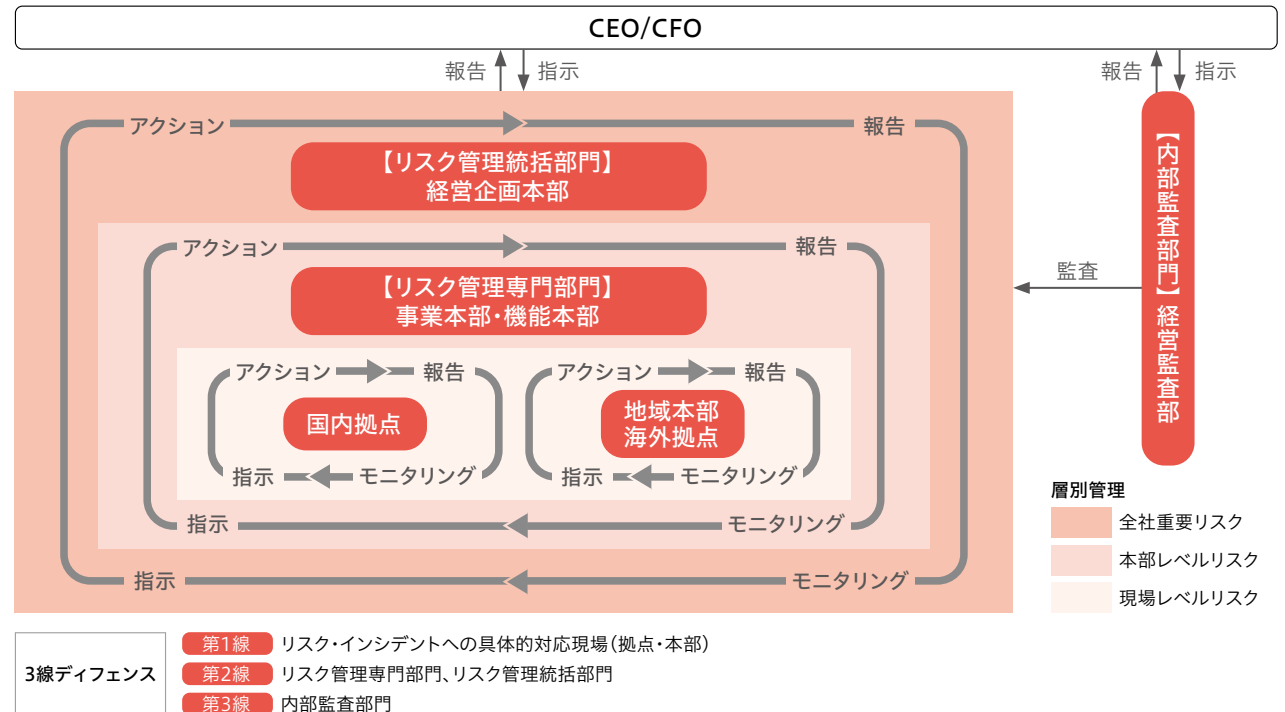 CEO/CFO
報告 指示
報告 指示
アクション 報告
【リスク管理統括部門】
経営企画本部
アクション 報告
【リスク管理専門部門】
事業本部・機能本部
アクション 報告
国内拠点
指示 モニタリング
アクション 報告
地域本部
海外拠点
指示 モニタリング
指示 モニタリング
指示 モニタリング
監査
【内部監査部門】経営監査部
層別管理
全社重要リスク
本部レベルリスク
現場レベルリスク
3線ディフェンス
第1線 リスク・インシデントへの具体的対応現場(拠点・本部)
第2線 リスク管理専門部門、リスク管理統括部門
第3線 内部監査部門